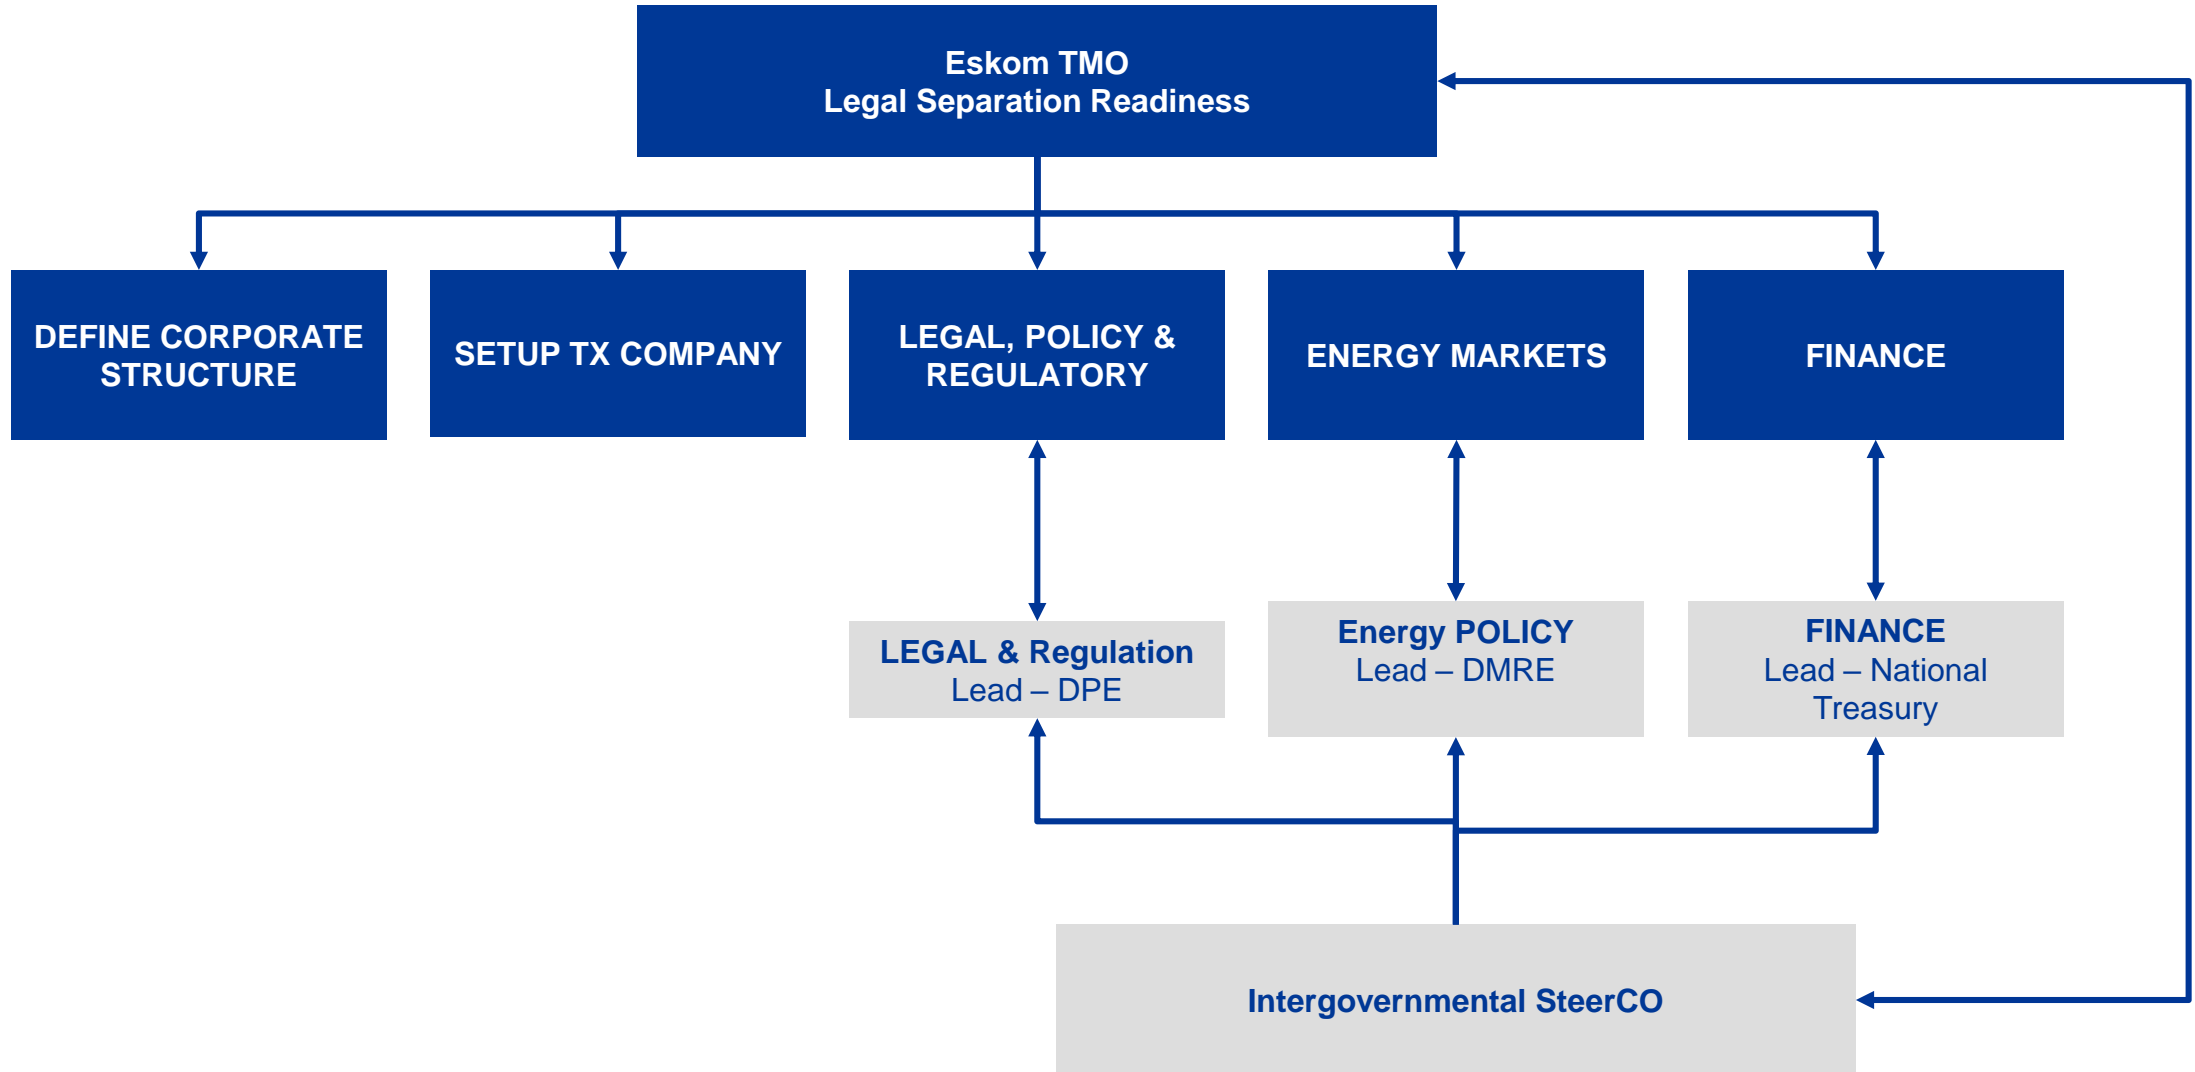 Eskom TMO
Legal Separation Readiness
DEFINE CORPORATE
STRUCTURE
SETUP TX COMPANY
LEGAL, POLICY &
REGULATORY
ENERGY MARKETS
FINANCE
LEGAL & Regulation
Lead – DPE
Energy POLICY
Lead – DMRE
FINANCE
Lead – National
Treasury
Intergovernmental SteerCO